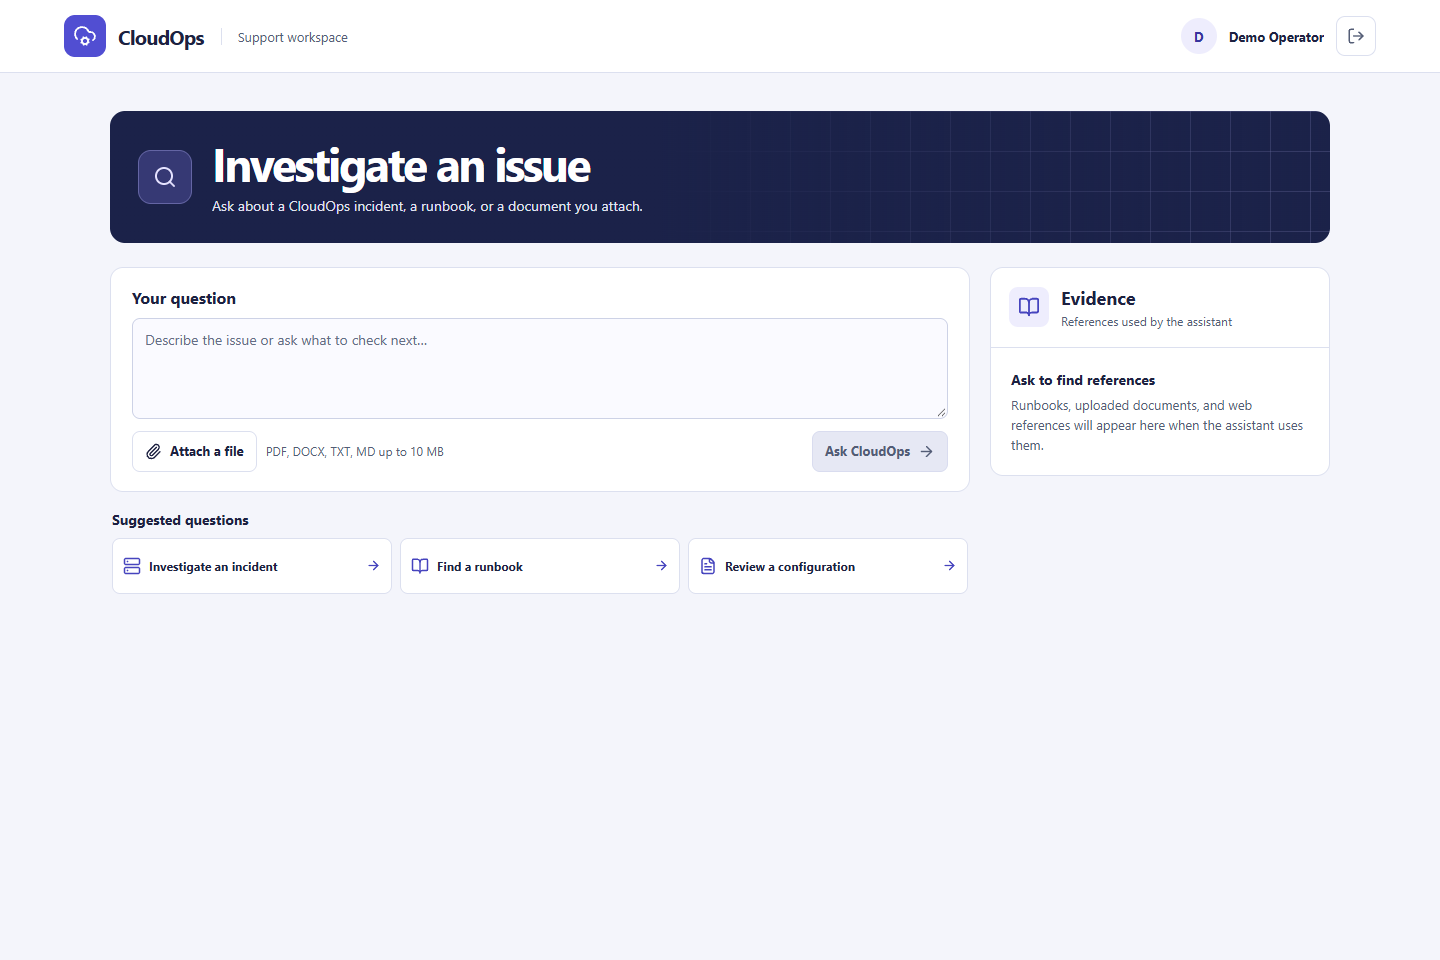 CloudOps
Support workspace
D
Demo Operator
Investigate an issue
Ask about a CloudOps incident, a runbook, or a document you attach.
Your question
Describe the issue or ask what to check next...
Attach a file
PDF, DOCX, TXT, MD up to 10 MB
Ask CloudOps
Evidence
References used by the assistant
Ask to find references
Runbooks, uploaded documents, and web
references will appear here when the assistant uses
them.
Suggested questions
Investigate an incident
Find a runbook
Review a configuration